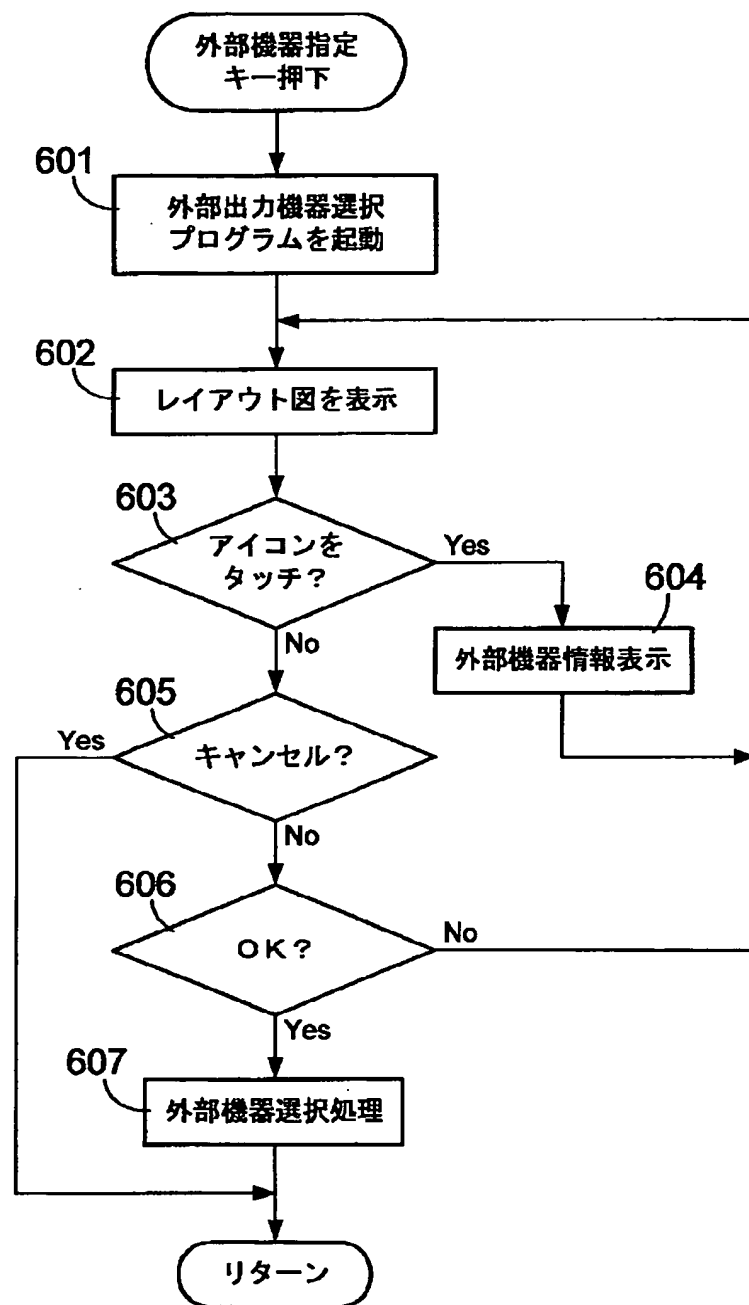 外部機器指定
キー押下
601
外部出力機器選択
プログラムを起動
602
レイアウト図を表示
603
アイコンを
タッチ？
Yes
No
604
外部機器情報表示
605
Yes
キャンセル？
No
606
OK？
No
Yes
607
外部機器選択処理
リターン